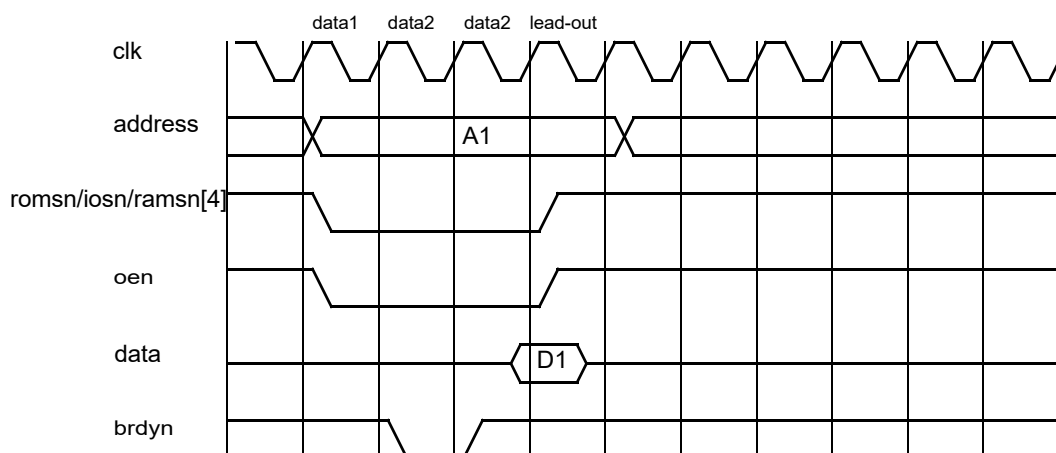 data1 data2 data2 lead-out
clk
address
A1
romsn/iosn/ramsn[4]
oen
data
D1
brdyn